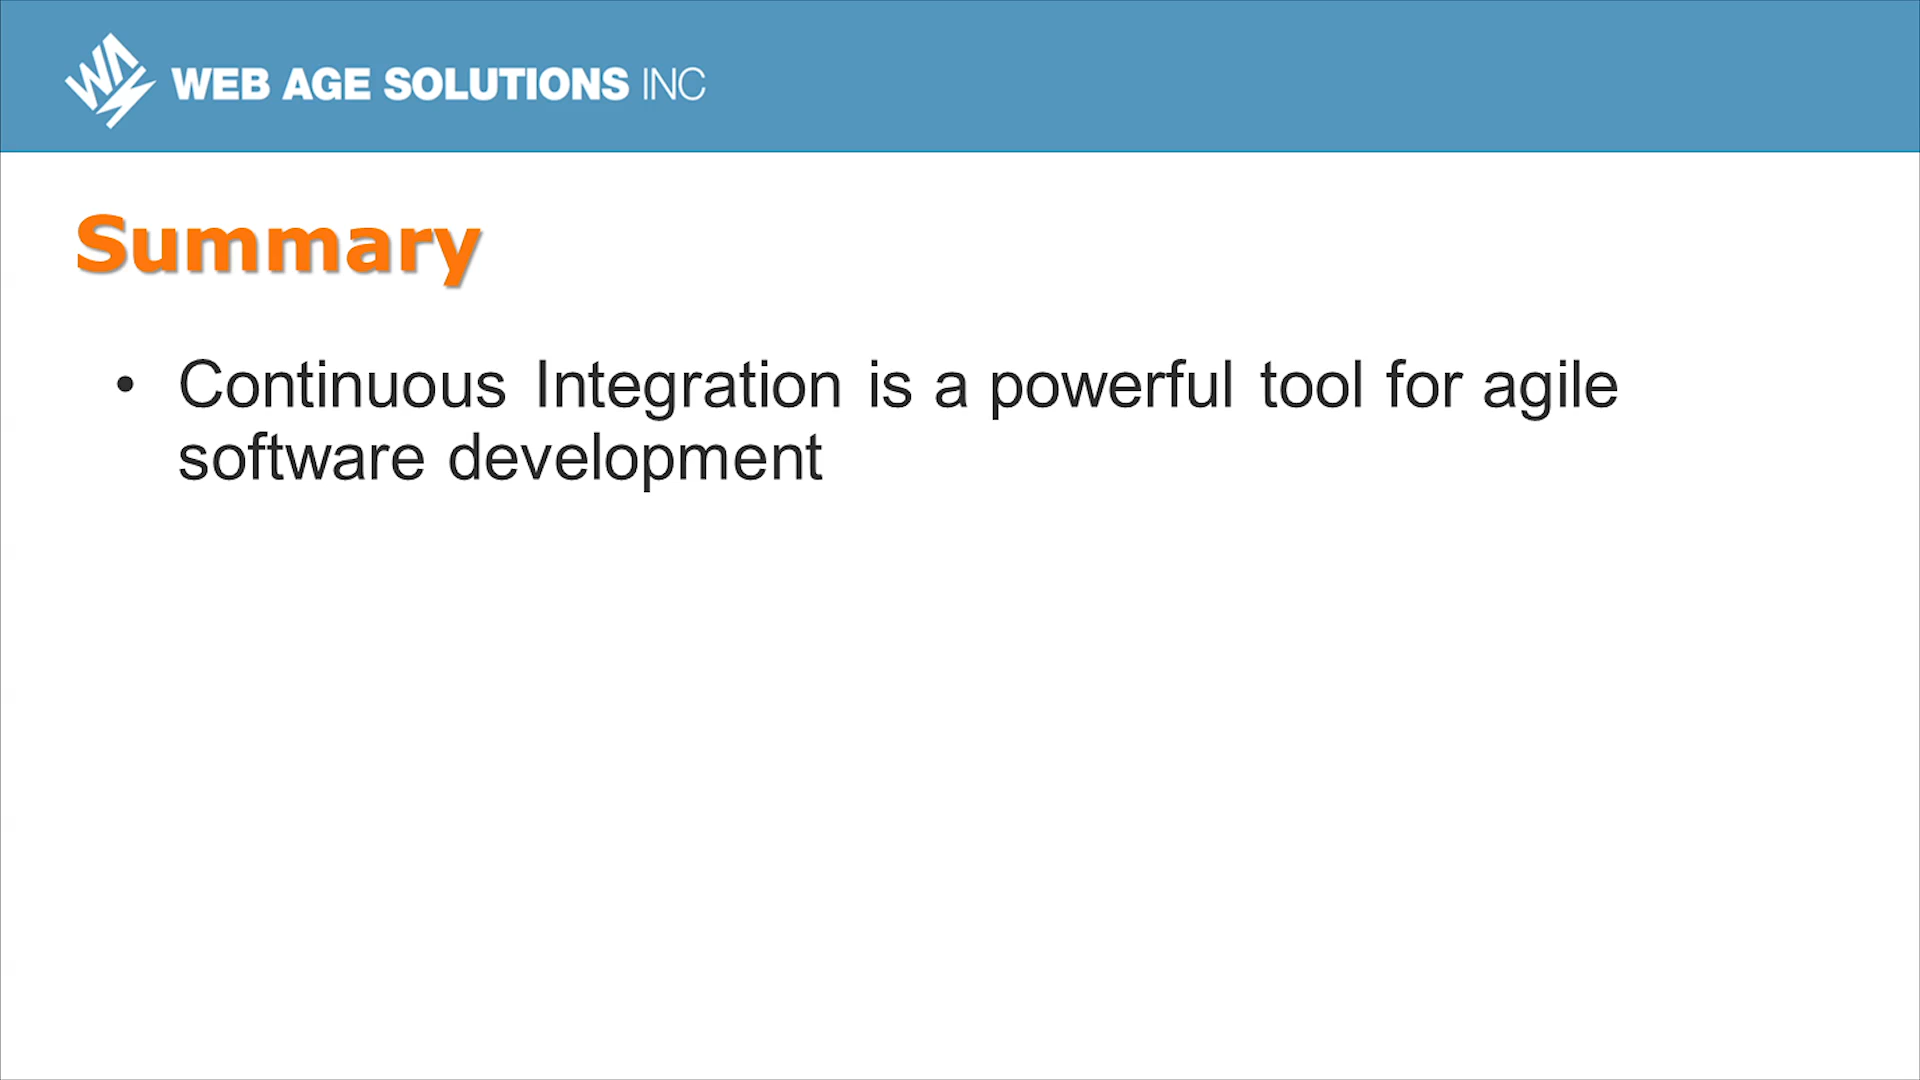 WEB AGE SOLUTIONS INC
Summary
• Continuous Integration is a powerful tool for agile
software development